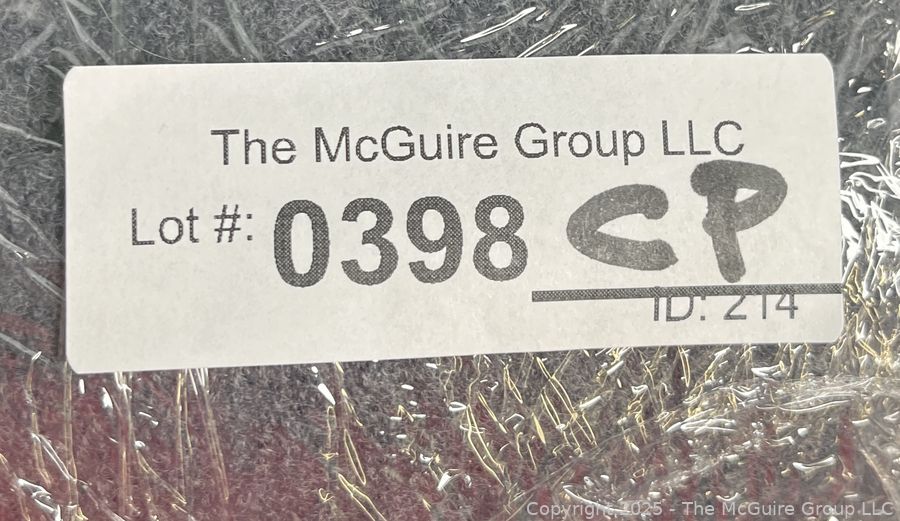 The McGuire Group LLC
Lot #: 0398 CP
ID: 214
Copyright 2025 - The McGuire Group LLC